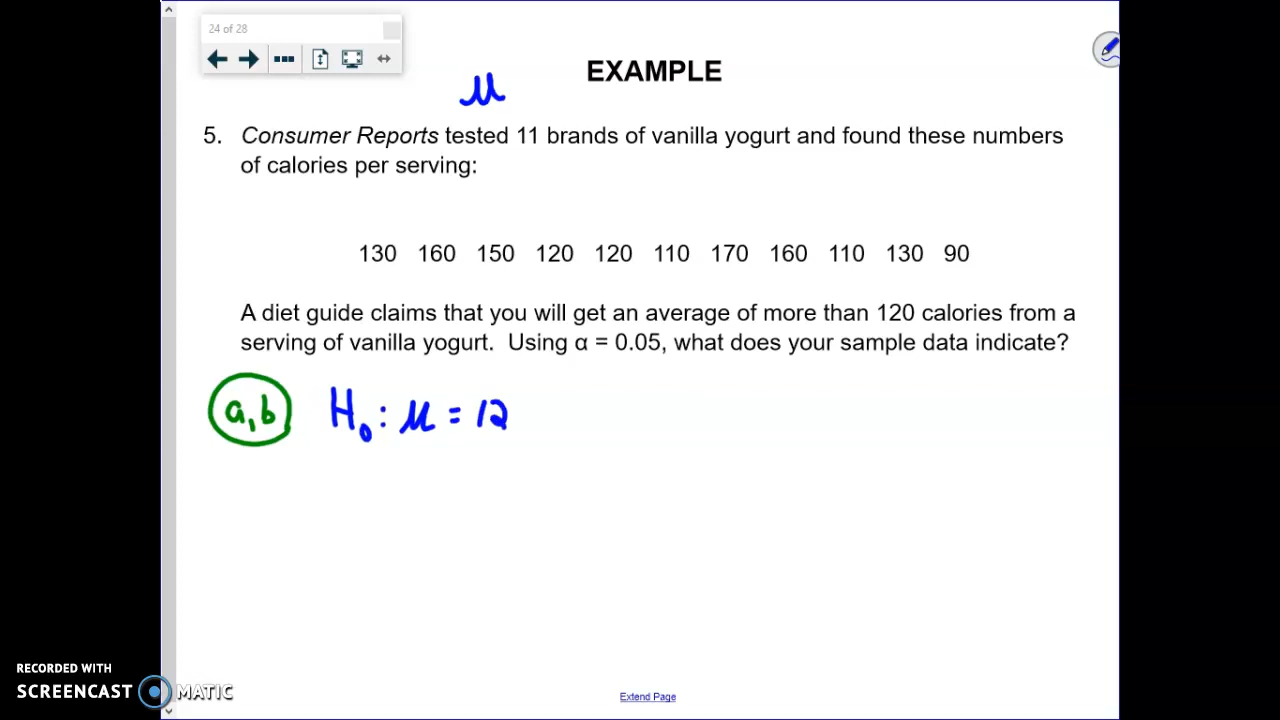 24 of 28
EXAMPLE
μ
5. Consumer Reports tested 11 brands of vanilla yogurt and found these numbers
of calories per serving:
130 160 150 120 120 110 170 160 110 130 90
A diet guide claims that you will get an average of more than 120 calories from a
serving of vanilla yogurt. Using α = 0.05, what does your sample data indicate?
a,b H₀: μ = 12
RECORDED WITH
SCREENCAST MATIC
Extend Page